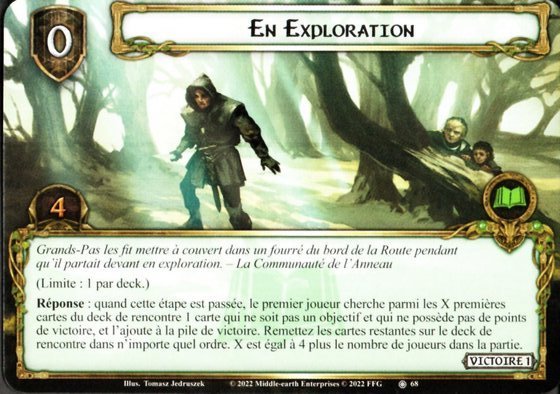 0
EN EXPLORATION
4
Grands-Pas les fit mettre à couvert dans un fourré du bord de la Route pendant
qu'il partait devant en exploration. – La Communauté de l'Anneau
(Limite : 1 par deck.)
Réponse : quand cette étape est passée, le premier joueur cherche parmi les X premières
cartes du deck de rencontre 1 carte qui ne soit pas un objectif et qui ne possède pas de points
de victoire, et l'ajoute à la pile de victoire. Remettez les cartes restantes sur le deck de
rencontre dans n'importe quel ordre. X est égal à 4 plus le nombre de joueurs dans la partie.
VICTOIRE 1
Illus. Tomasz Jedruszek © 2022 Middle-earth Enterprises © 2022 FFG 68